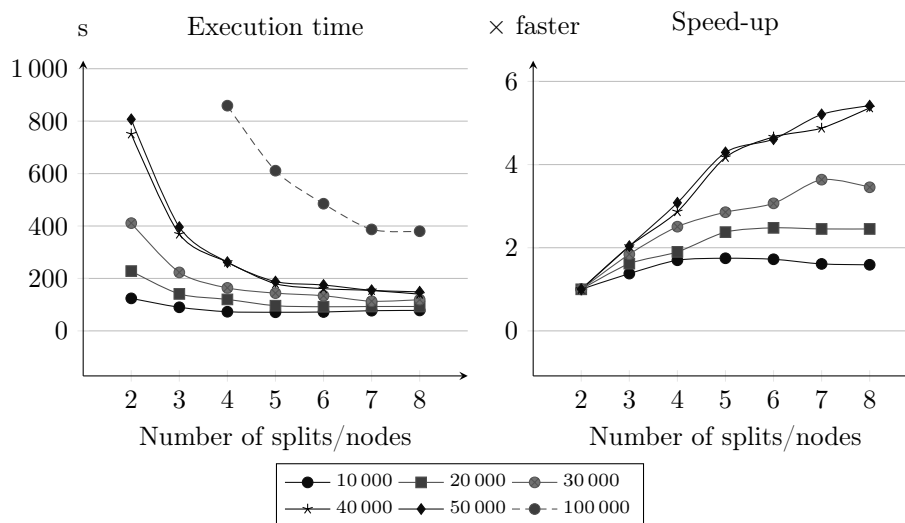 s Execution time
1 000
800
600
400
200
0
2 3 4 5 6 7 8
Number of splits/nodes
× faster Speed-up
6
4
2
0
2 3 4 5 6 7 8
Number of splits/nodes
10 000 20 000 30 000
40 000 50 000 100 000